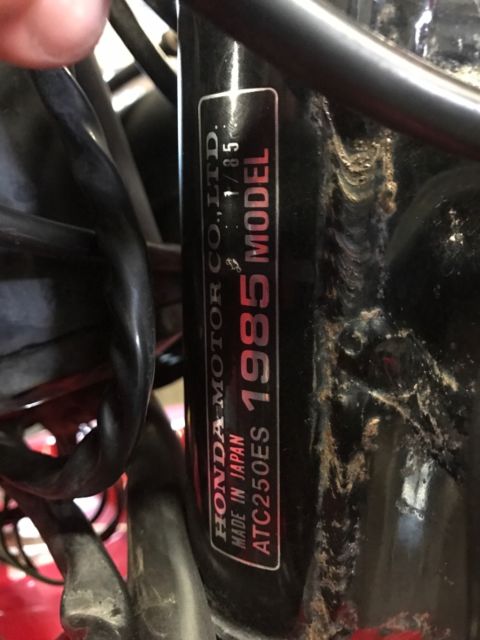 HONDA MOTOR CO., LTD.
MADE IN JAPAN 1/85
ATC250ES 1985 MODEL